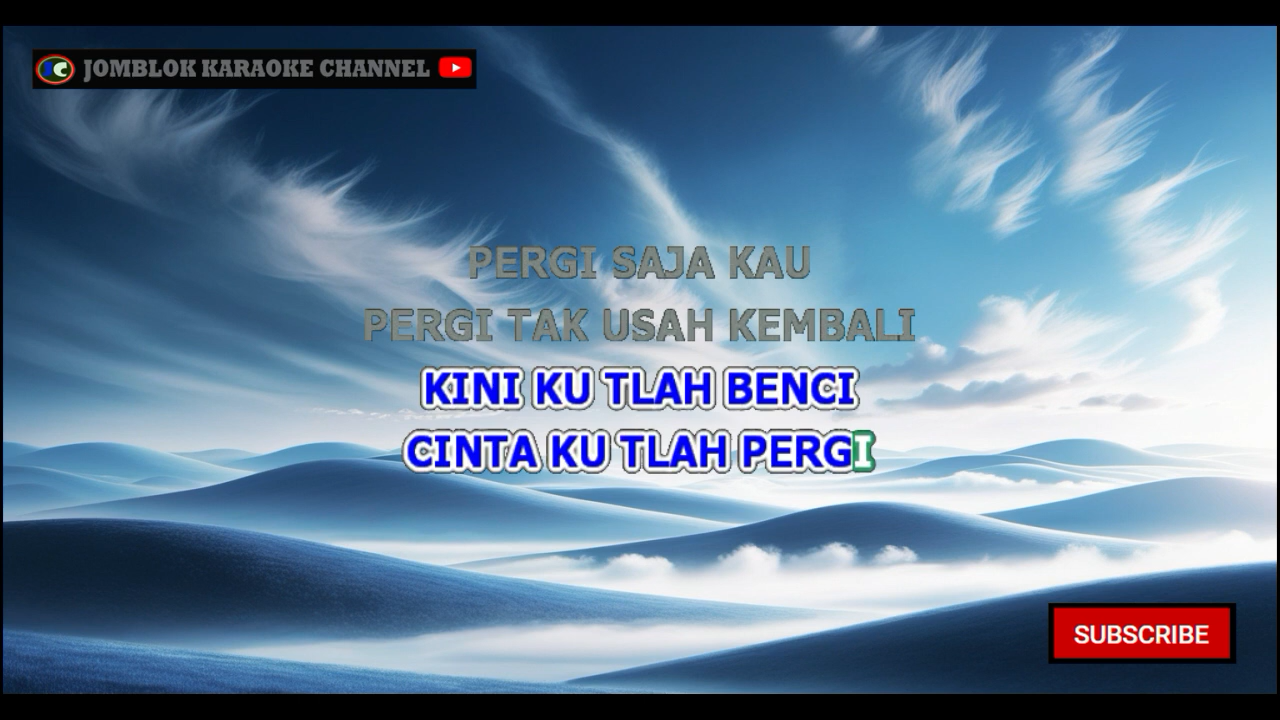 JOMBLOK KARAOKE CHANNEL
PERGI SAJA KAU
PERGI TAK USAH KEMBALI
KINI KU TLAH BENCI
CINTA KU TLAH PERGI
SUBSCRIBE